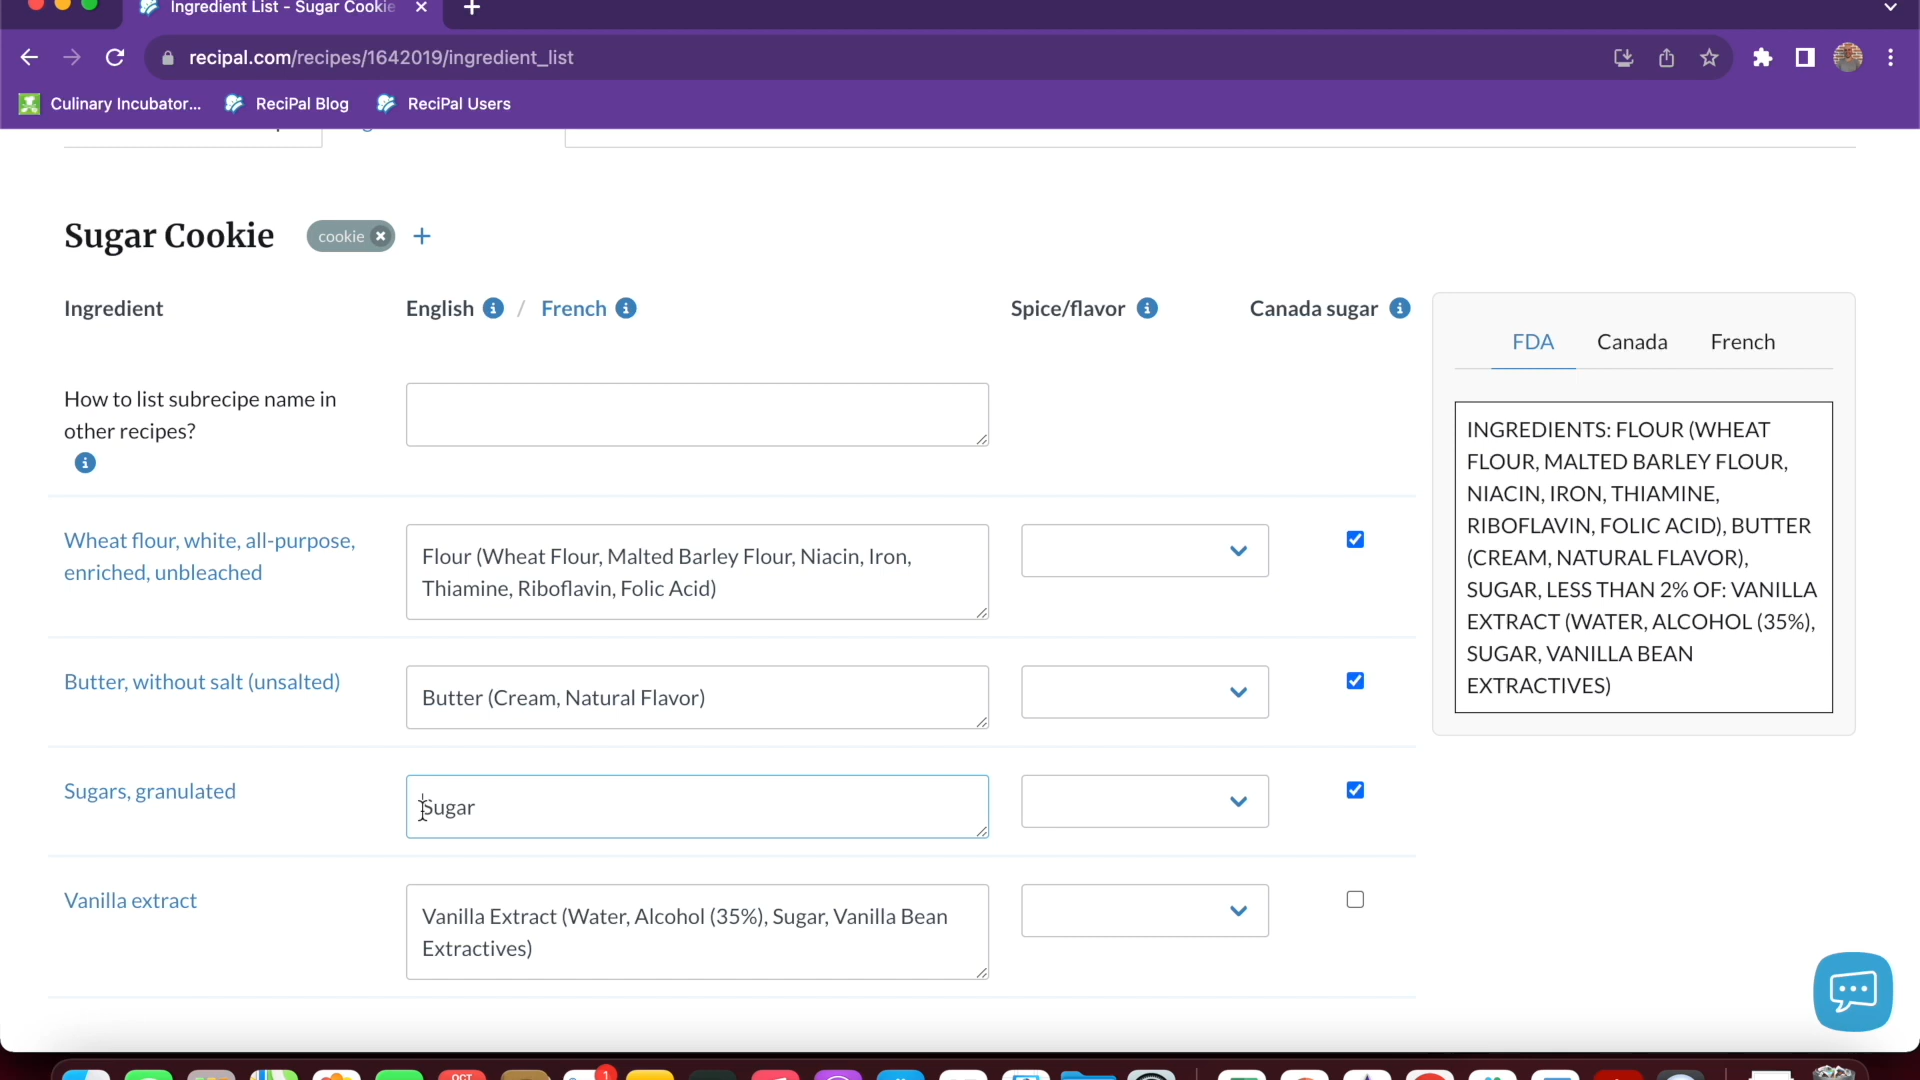 Ingredient List - Sugar Cookie
recipal.com/recipes/1642019/ingredient_list
Culinary Incubator...
ReciPal Blog
ReciPal Users
Sugar Cookie
cookie
Ingredient
English / French
Spice/flavor
Canada sugar
How to list subrecipe name in
other recipes?
Wheat flour, white, all-purpose,
enriched, unbleached
Flour (Wheat Flour, Malted Barley Flour, Niacin, Iron,
Thiamine, Riboflavin, Folic Acid)
Butter, without salt (unsalted)
Butter (Cream, Natural Flavor)
Sugars, granulated
Sugar
Vanilla extract
Vanilla Extract (Water, Alcohol (35%), Sugar, Vanilla Bean
Extractives)
FDA
Canada
French
INGREDIENTS: FLOUR (WHEAT
FLOUR, MALTED BARLEY FLOUR,
NIACIN, IRON, THIAMINE,
RIBOFLAVIN, FOLIC ACID), BUTTER
(CREAM, NATURAL FLAVOR),
SUGAR, LESS THAN 2% OF: VANILLA
EXTRACT (WATER, ALCOHOL (35%),
SUGAR, VANILLA BEAN
EXTRACTIVES)
OCT
1